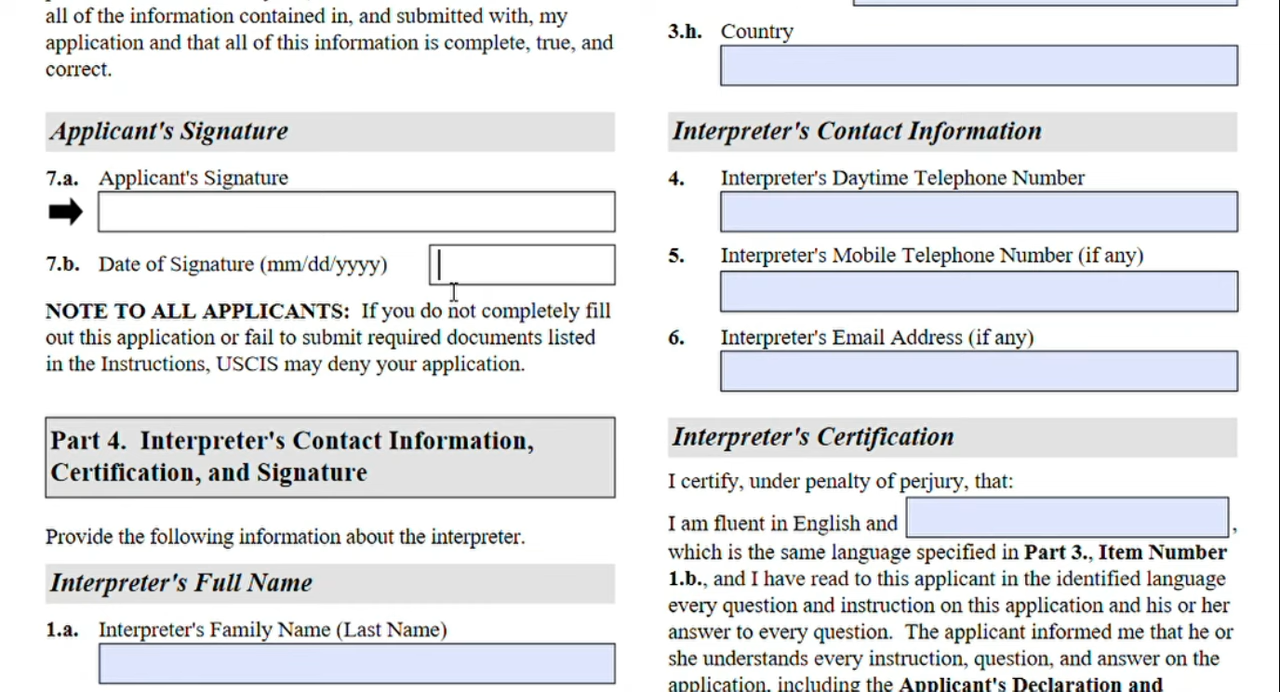 all of the information contained in, and submitted with, my
application and that all of this information is complete, true, and
correct.
Applicant's Signature
7.a. Applicant's Signature
7.b. Date of Signature (mm/dd/yyyy)
NOTE TO ALL APPLICANTS: If you do not completely fill
out this application or fail to submit required documents listed
in the Instructions, USCIS may deny your application.
Part 4. Interpreter's Contact Information,
Certification, and Signature
Provide the following information about the interpreter.
Interpreter's Full Name
1.a. Interpreter's Family Name (Last Name)
3.h. Country
Interpreter's Contact Information
4. Interpreter's Daytime Telephone Number
5. Interpreter's Mobile Telephone Number (if any)
6. Interpreter's Email Address (if any)
Interpreter's Certification
I certify, under penalty of perjury, that:
I am fluent in English and ,
which is the same language specified in Part 3., Item Number
1.b., and I have read to this applicant in the identified language
every question and instruction on this application and his or her
answer to every question. The applicant informed me that he or
she understands every instruction, question, and answer on the
application, including the Applicant's Declaration and